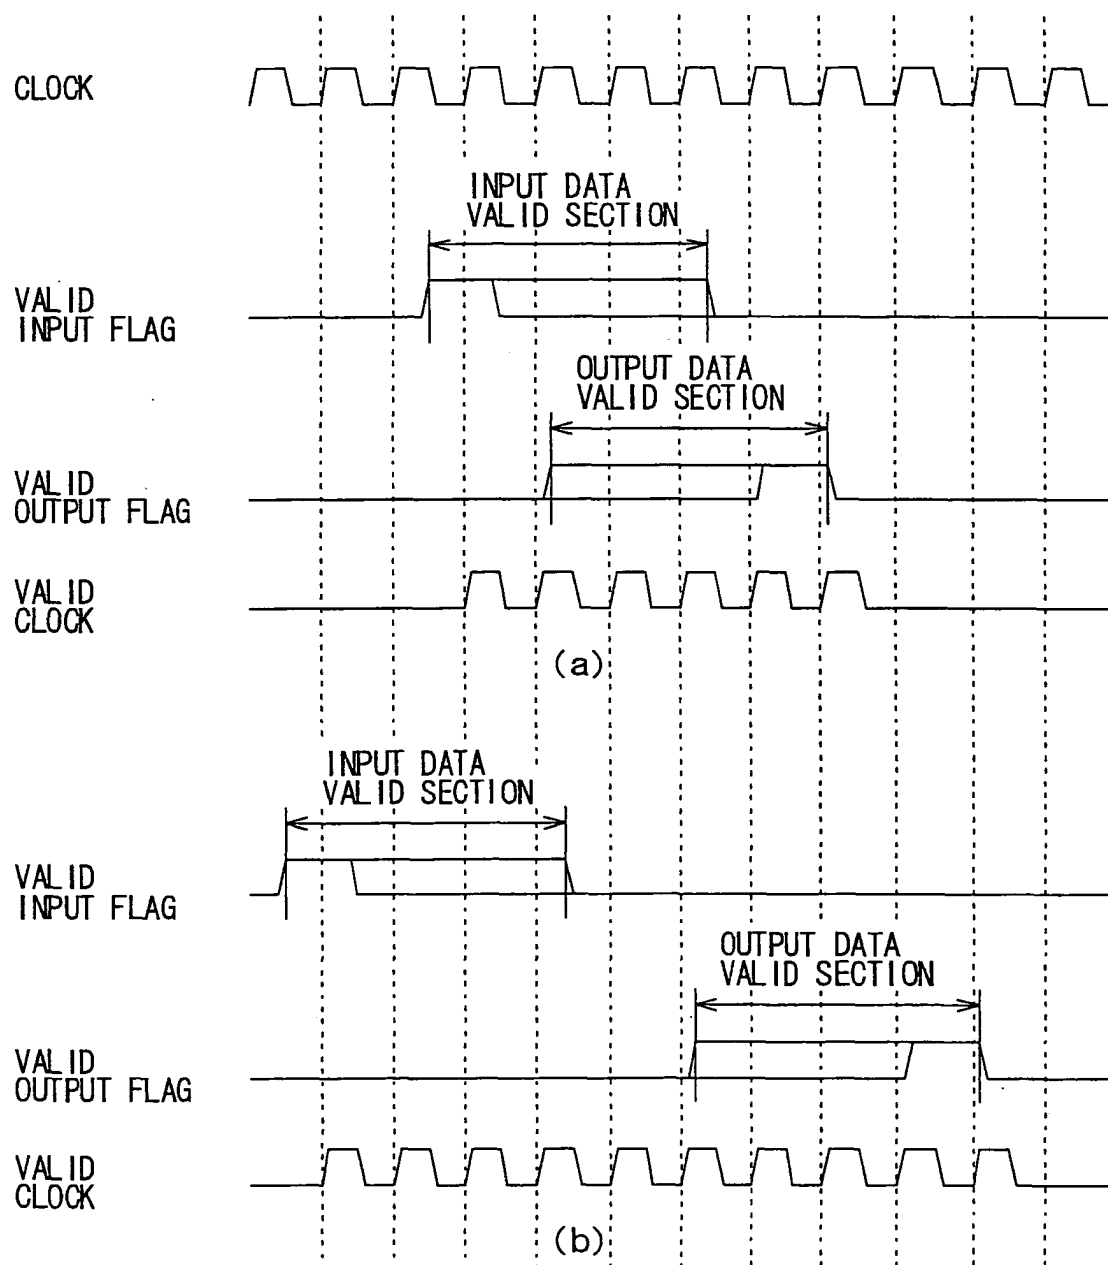 CLOCK
INPUT DATA
VALID SECTION
VALID
INPUT FLAG
OUTPUT DATA
VALID SECTION
VALID
OUTPUT FLAG
VALID
CLOCK
(a)
INPUT DATA
VALID SECTION
VALID
INPUT FLAG
OUTPUT DATA
VALID SECTION
VALID
OUTPUT FLAG
VALID
CLOCK
(b)